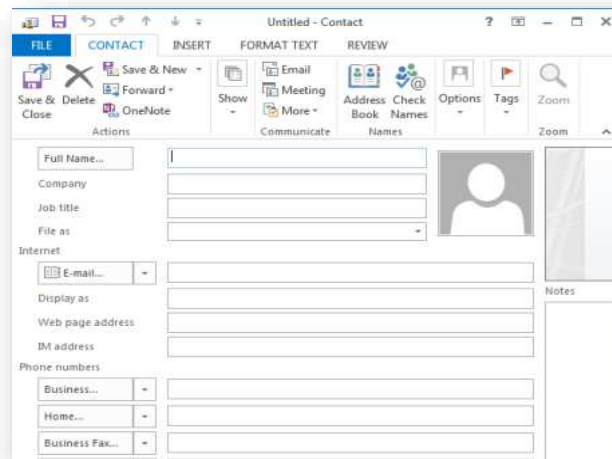 Untitled - Contact
?
FILE CONTACT INSERT FORMAT TEXT REVIEW
Save & Close
Delete
Save & New
Forward
OneNote
Actions
Show
Email
Meeting
More
Communicate
Address Book
Check Names
Names
Options
Tags
Zoom
Zoom
Full Name...
Company
Job title
File as
Internet
E-mail...
Display as
Web page address
IM address
Phone numbers
Business...
Home...
Business Fax...
Notes